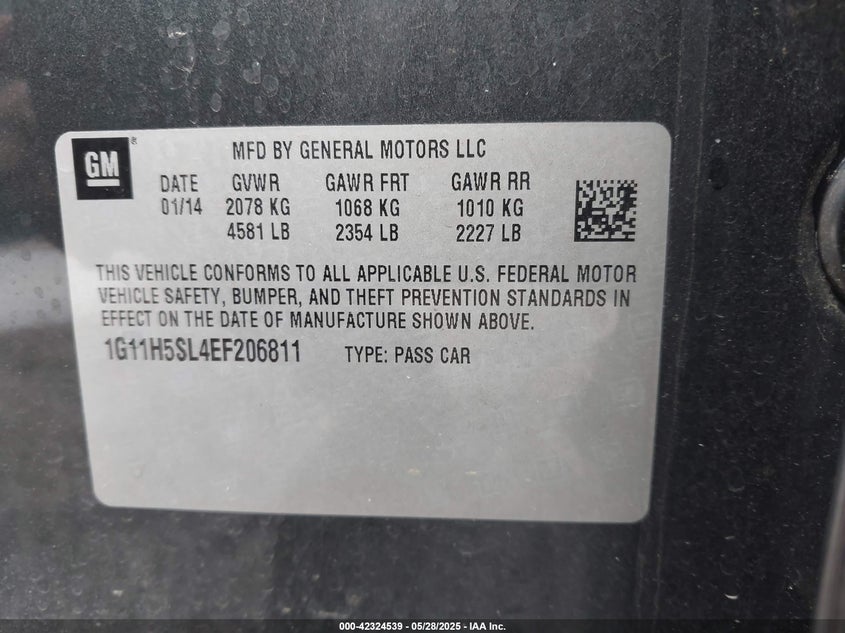 GM
®
MFD BY GENERAL MOTORS LLC
DATE GVWR GAWR FRT GAWR RR
01/14 2078 KG 1068 KG 1010 KG
4581 LB 2354 LB 2227 LB
THIS VEHICLE CONFORMS TO ALL APPLICABLE U.S. FEDERAL MOTOR
VEHICLE SAFETY, BUMPER, AND THEFT PREVENTION STANDARDS IN
EFFECT ON THE DATE OF MANUFACTURE SHOWN ABOVE.
1G11H5SL4EF206811 TYPE: PASS CAR
000-42324539 - 05/28/2025 - IAA Inc.